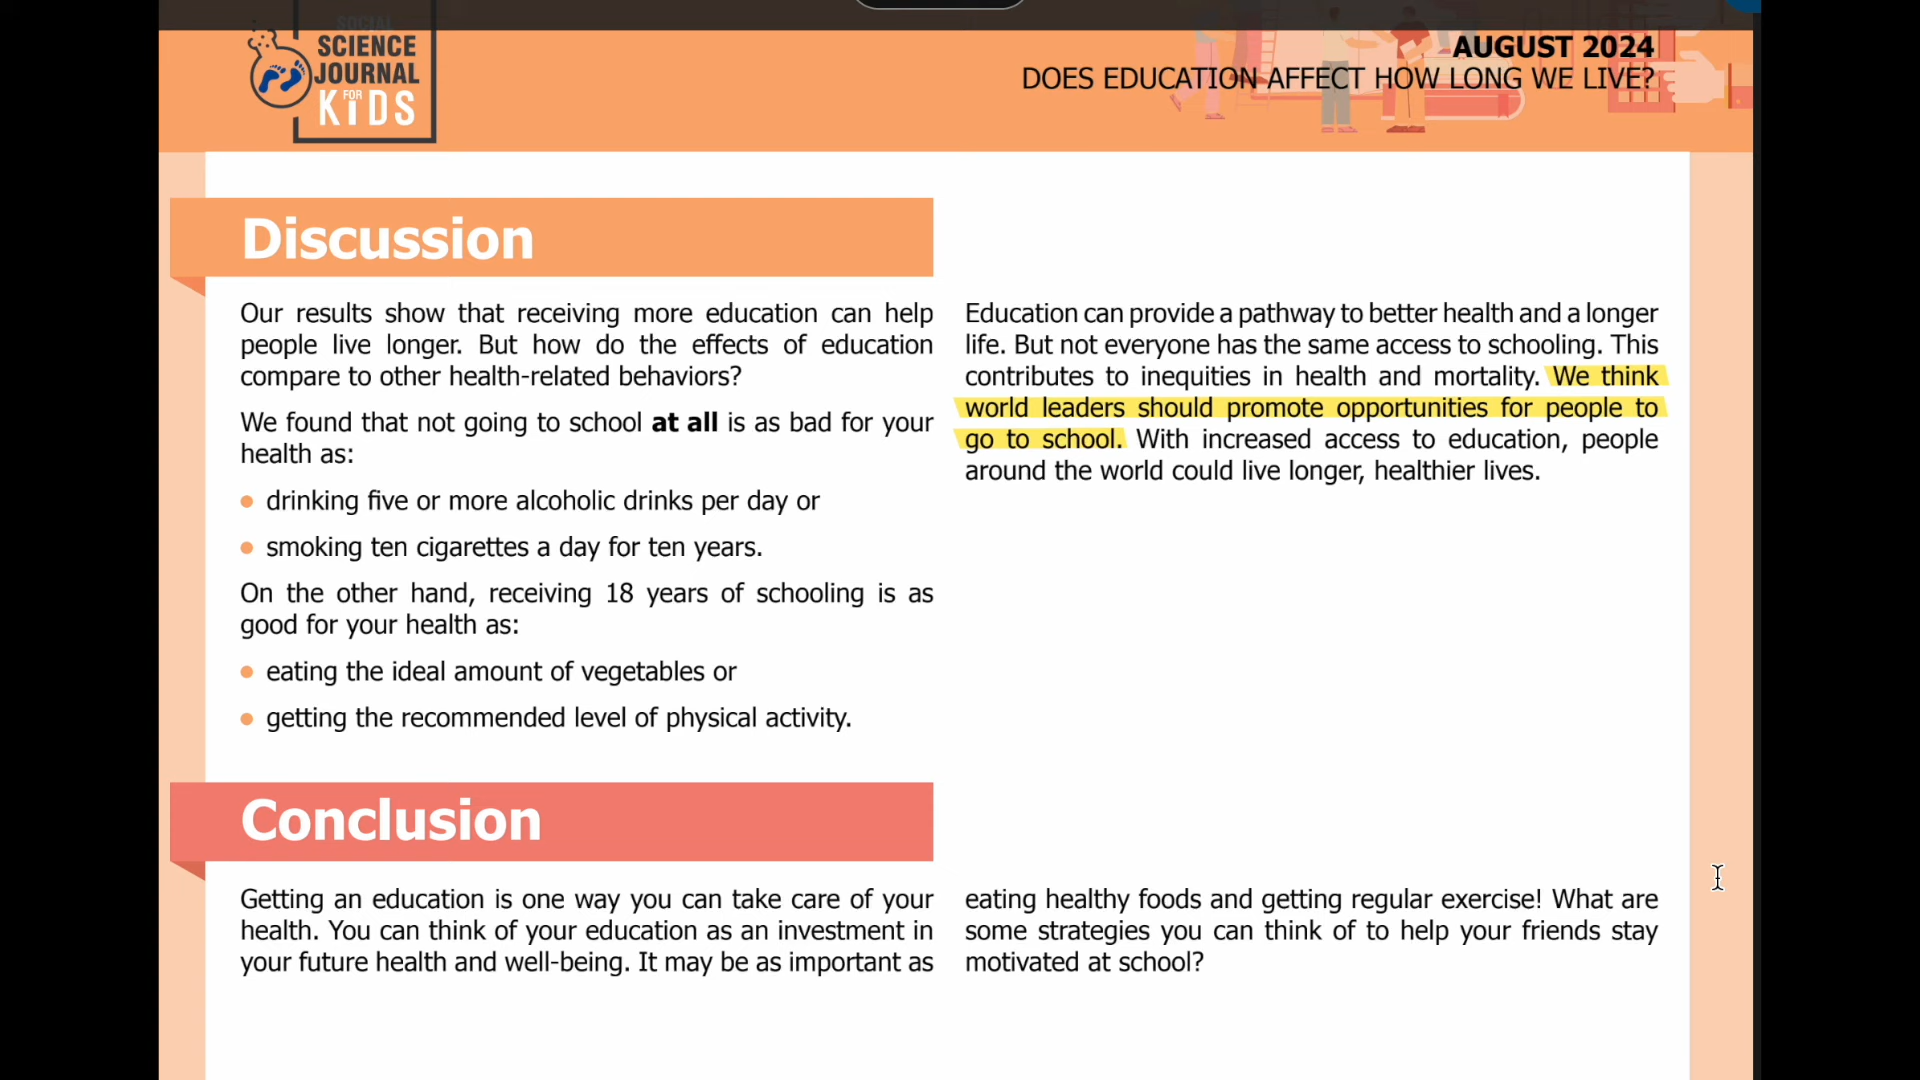 SOCIAL
SCIENCE
JOURNAL
FOR
KiDS
AUGUST 2024
DOES EDUCATION AFFECT HOW LONG WE LIVE?
Discussion
Our results show that receiving more education can help
people live longer. But how do the effects of education
compare to other health-related behaviors?
We found that not going to school at all is as bad for your
health as:
• drinking five or more alcoholic drinks per day or
• smoking ten cigarettes a day for ten years.
On the other hand, receiving 18 years of schooling is as
good for your health as:
• eating the ideal amount of vegetables or
• getting the recommended level of physical activity.
Education can provide a pathway to better health and a longer
life. But not everyone has the same access to schooling. This
contributes to inequities in health and mortality. We think
world leaders should promote opportunities for people to
go to school. With increased access to education, people
around the world could live longer, healthier lives.
Conclusion
Getting an education is one way you can take care of your
health. You can think of your education as an investment in
your future health and well-being. It may be as important as
eating healthy foods and getting regular exercise! What are
some strategies you can think of to help your friends stay
motivated at school?